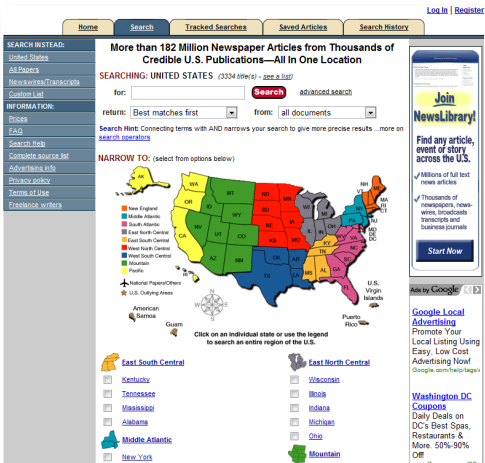 Log In | Register
Home
Search
Tracked Searches
Saved Articles
Search History
SEARCH INSTEAD:
United States
All Papers
Newswires/Transcripts
Custom List
INFORMATION:
Prices
FAQ
Search Help
Complete source list
Advertising info
Privacy policy
Terms of Use
Freelance writers
More than 182 Million Newspaper Articles from Thousands of
Credible U.S. Publications—All In One Location
SEARCHING: UNITED STATES (3334 title(s) - see a list)
for:
Search
advanced search
return: Best matches first
from: all documents
Search Hint: Connecting terms with AND narrows your search to give more precise results ...more on
search operators
NARROW TO: (select from options below)
New England
Middle Atlantic
South Atlantic
East North Central
East South Central
West North Central
West South Central
Mountain
Pacific
National Papers/Others
U.S. Outlying Areas
AK
WA
OR
CA
ID
NV
MT
WY
UT
CO
AZ
NM
ND
SD
NE
KS
MN
IA
MO
OK
AR
TX
LA
WI
MI
IL
IN
OH
KY
TN
MS
AL
GA
FL
SC
NC
VA
WV
PA
NY
VT
NH
ME
MA
RI
CT
NJ
MD
DE
DC
HI
N
W
E
S
American
Samoa
Guam
U.S.
Virgin
Islands
Puerto
Rico
Click on an individual state or use the legend
to search an entire region of the U.S.
East South Central
Kentucky
Tennessee
Mississippi
Alabama
Middle Atlantic
New York
East North Central
Wisconsin
Illinois
Indiana
Michigan
Ohio
Mountain
Join
NewsLibrary!
Find any article,
event or story
across the U.S.
Millions of full text
news articles
Thousands of
newspapers, news-
wires, broadcasts
transcripts and
business journals
Start Now
Ads by Google
Google Local
Advertising
Promote Your
Local Listing Using
Easy, Low Cost
Advertising Now!
Google.com/help/tags/
Washington DC
Coupons
Daily Deals on
DC's Best Spas,
Restaurants &
More. 50%-90%
Off!